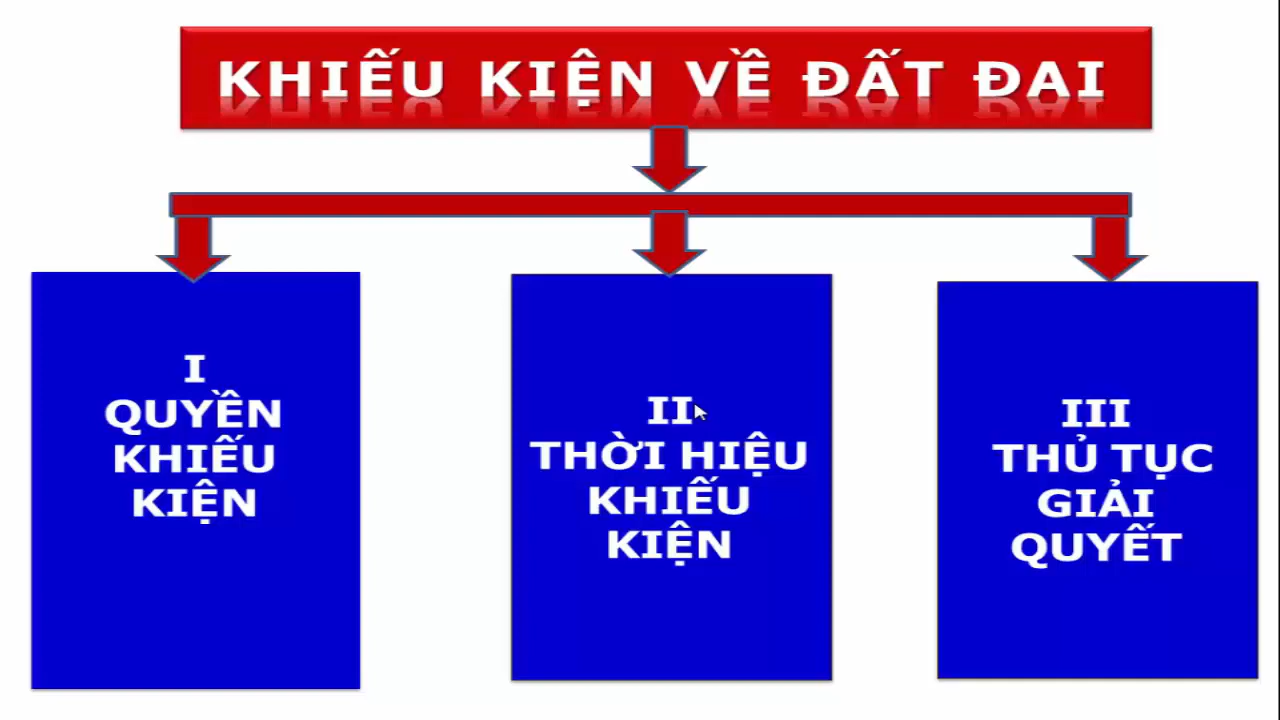 KHIẾU KIỆN VỀ ĐẤT ĐAI
I
QUYỀN
KHIẾU
KIỆN
II
THỜI HIỆU
KHIẾU
KIỆN
III
THỦ TỤC
GIẢI
QUYẾT